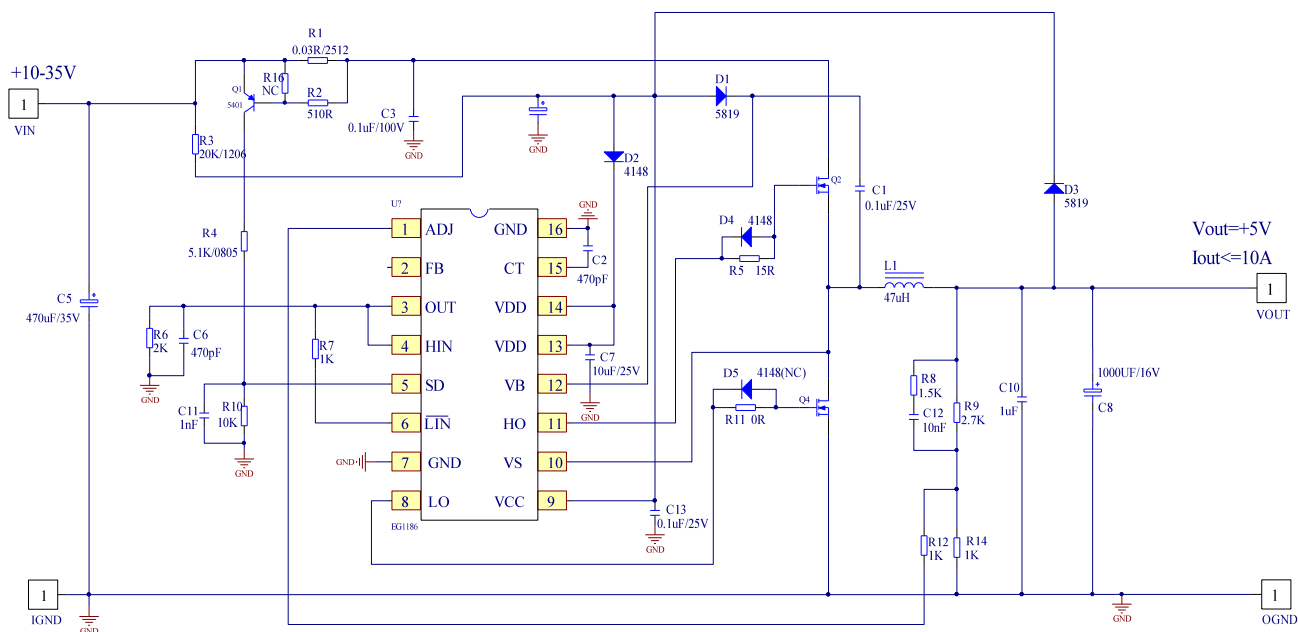 R1
0.03R/2512
+10-35V
1
VIN
R16
NC
Q1
5401
R2
510R
C3
0.1uF/100V
GND
D1
5819
GND
R3
20K/1206
D2
4148
Q2
C1
0.1uF/25V
D3
5819
U?
GND
D4 4148
R5 15R
R4
5.1K/0805
1 ADJ
GND 16
C2
470pF
2 FB
CT 15
Vout=+5V
Iout<=10A
L1
47uH
1
VOUT
C5
470uF/35V
3 OUT
VDD 14
R6
2K
C6
470pF
GND
R7
1K
4 HIN
VDD 13
C7
10uF/25V
GND
5 SD
VB 12
C11
1nF
R10
10K
GND
6 LIN
HO 11
D5 4148(NC)
R11 0R
Q4
R8
1.5K
C12
10nF
R9
2.7K
C10
1uF
1000UF/16V
C8
GND
7 GND
VS 10
8 LO
VCC 9
EG1186
C13
0.1uF/25V
GND
R12
1K
R14
1K
1
IGND
GND
GND
1
OGND